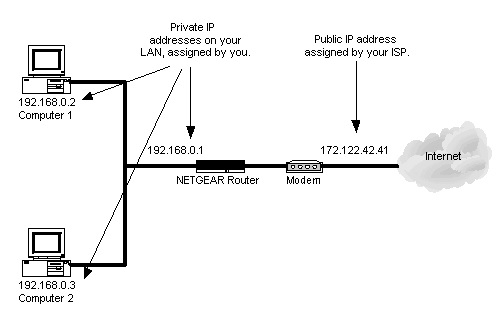 Private IP
addresses on your
LAN, assigned by you.
Public IP address
assigned by your ISP.
192.168.0.2
Computer 1
192.168.0.1
NETGEAR Router
Modem
172.122.42.41
Internet
192.168.0.3
Computer 2